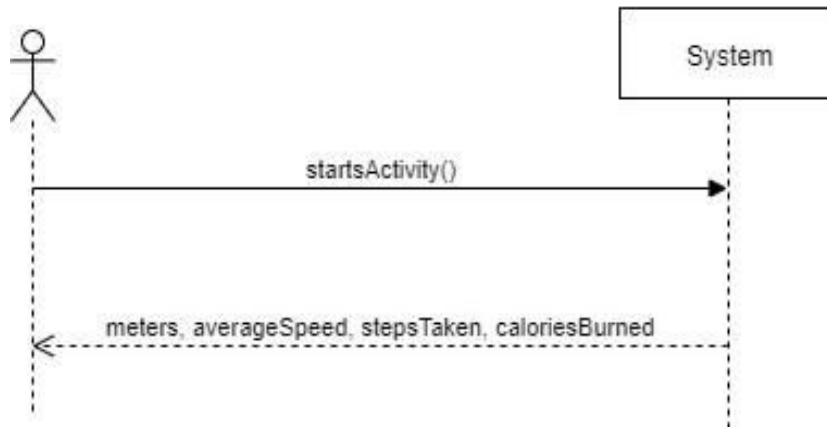 System
startsActivity()
meters, averageSpeed, stepsTaken, caloriesBurned